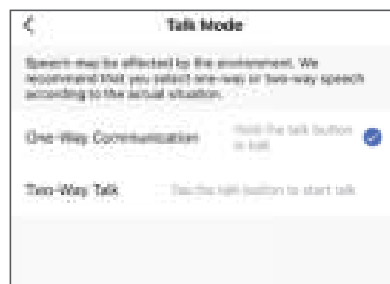 Talk Mode
Speech may be affected by the environment. We
recommend that you select one-way or two-way speech
according to the actual situation.
One-Way Communication
Hold the talk button
to talk
Two-Way Talk
Tap the talk button to start talk